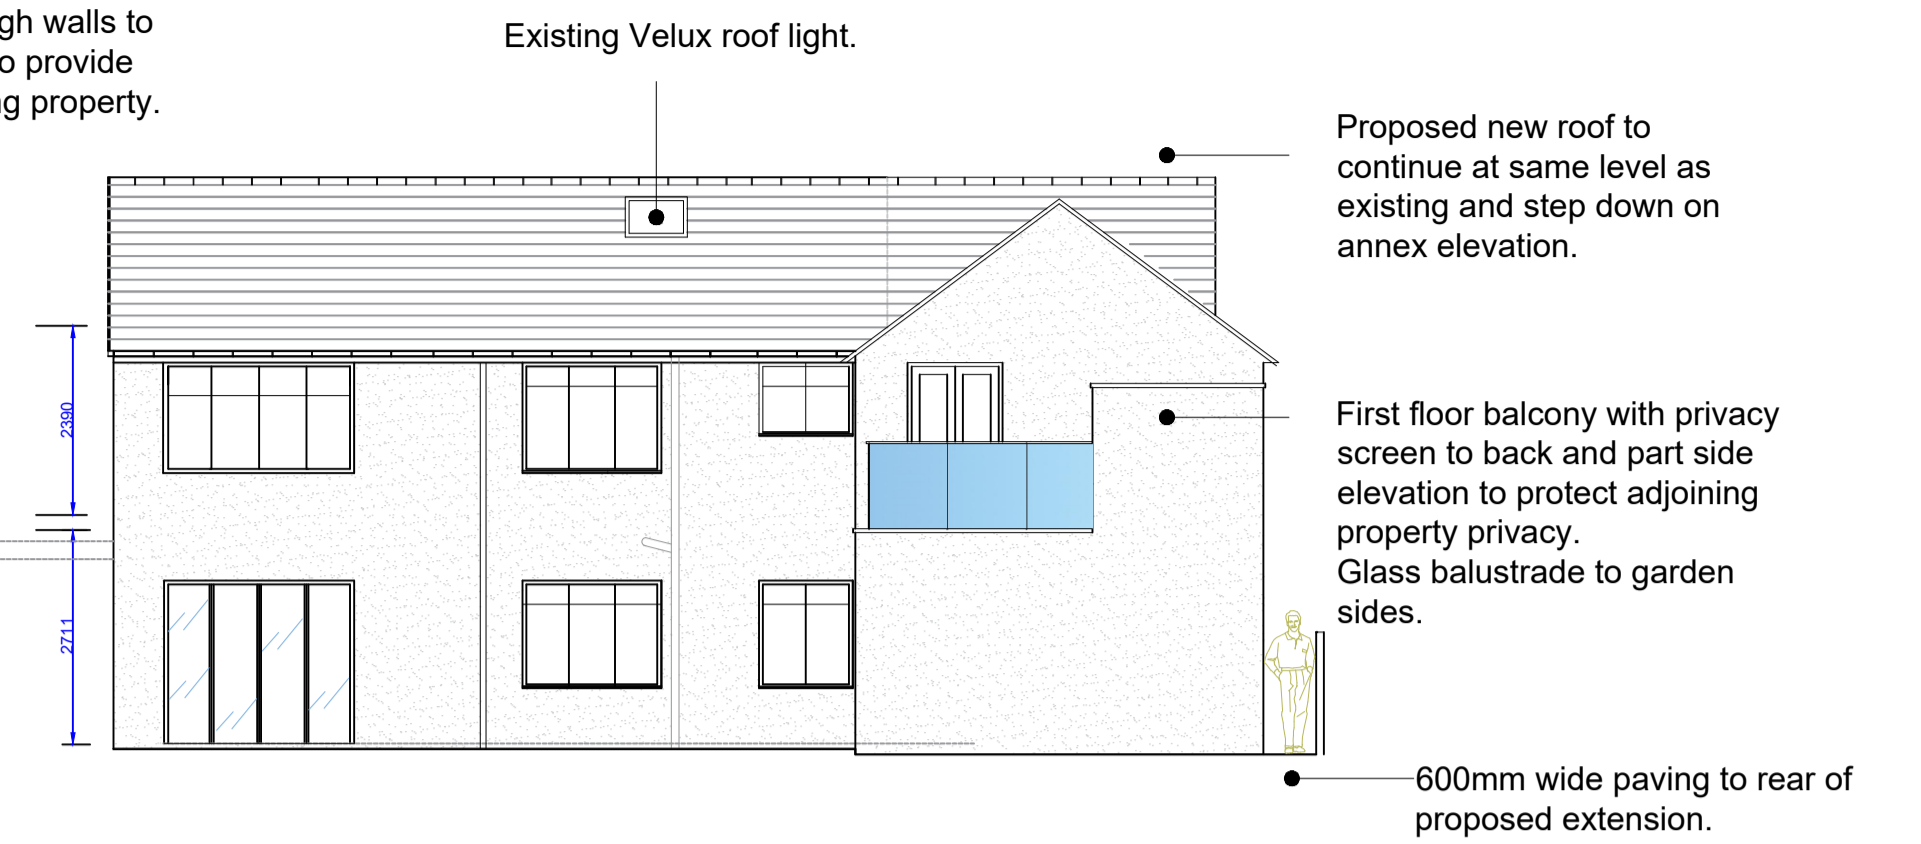 gh walls to
o provide
g property.
Existing Velux roof light.
Proposed new roof to
continue at same level as
existing and step down on
annex elevation.
2390
First floor balcony with privacy
screen to back and part side
elevation to protect adjoining
property privacy.
Glass balustrade to garden
sides.
2711
600mm wide paving to rear of
proposed extension.